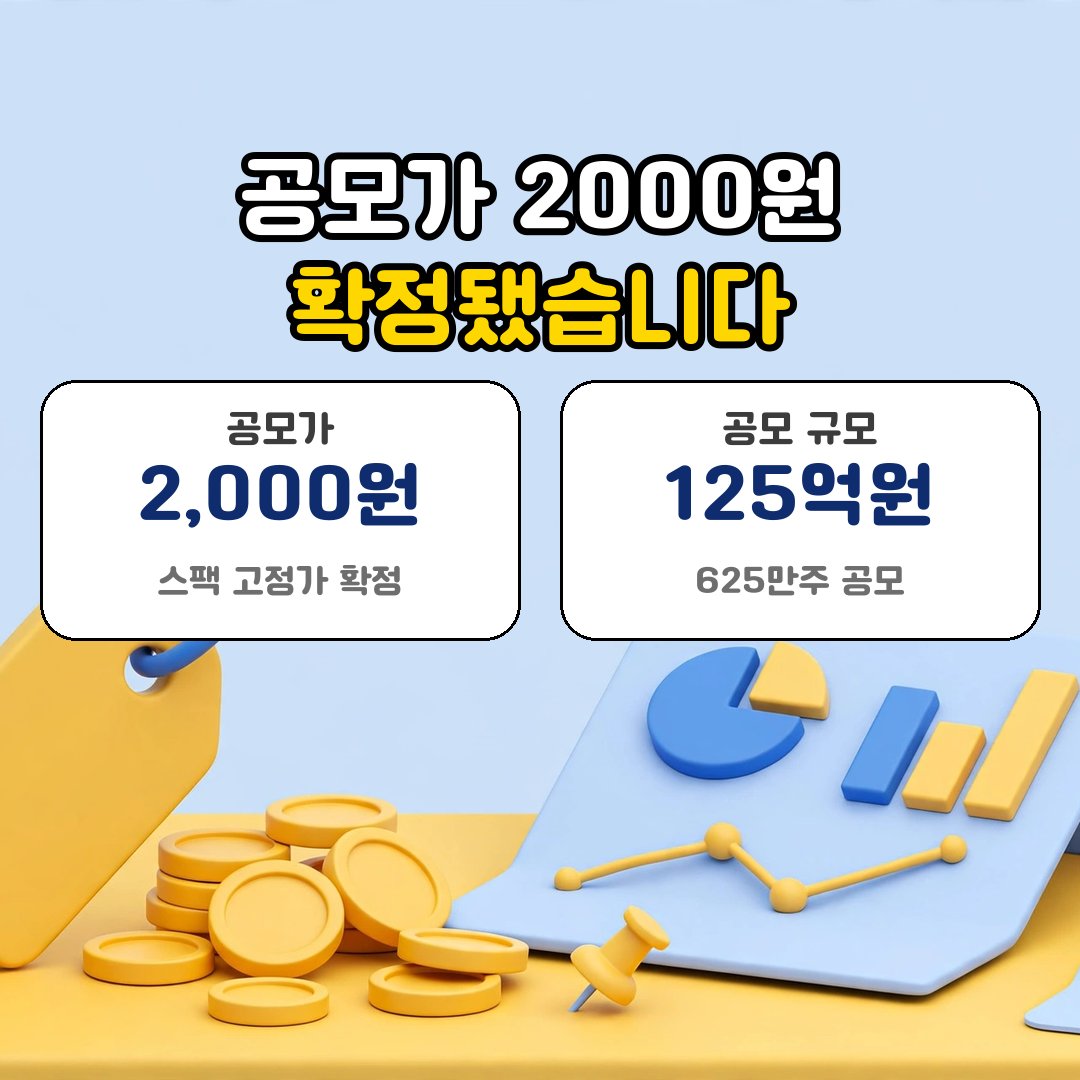 공모가 2000원
확정됐습니다
공모가
2,000원
스팩 고정가 확정
공모 규모
125억원
625만주 공모